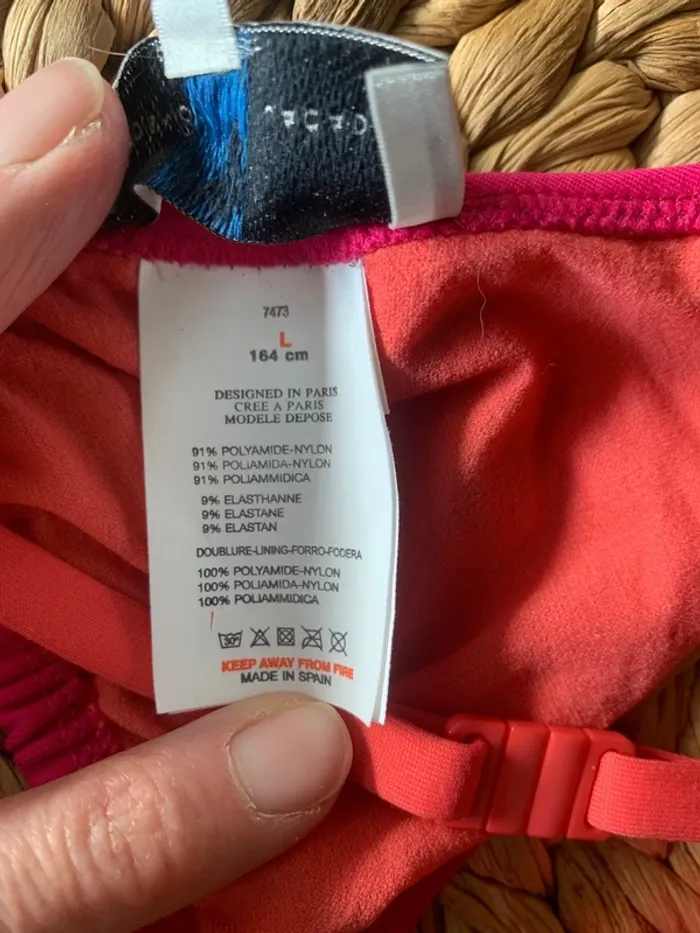 7473
L
164 cm
DESIGNED IN PARIS
CREE A PARIS
MODELE DEPOSE
91% POLYAMIDE-NYLON
91% POLIAMIDA-NYLON
91% POLIAMMIDICA
9% ELASTHANNE
9% ELASTANE
9% ELASTAN
DOUBLURE-LINING-FORRO-FODERA
100% POLYAMIDE-NYLON
100% POLIAMIDA-NYLON
100% POLIAMMIDICA
30°
KEEP AWAY FROM FIRE
MADE IN SPAIN